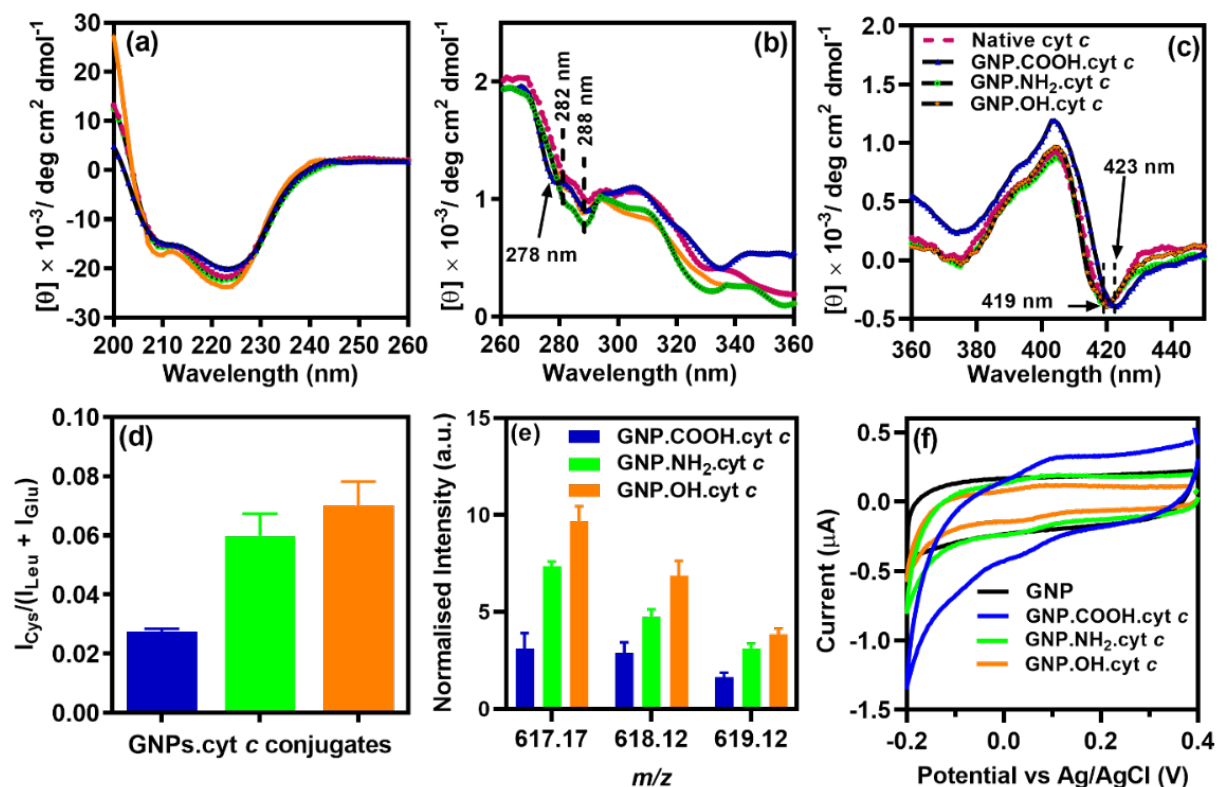 (a)
[θ] × 10⁻³/ deg cm² dmol⁻¹
30
20
10
0
-10
-20
-30
200 210 220 230 240 250 260
Wavelength (nm)
(b)
[θ] × 10⁻³/ deg cm² dmol⁻¹
2
1
0
282 nm
288 nm
278 nm
260 280 300 320 340 360
Wavelength (nm)
(c)
[θ] × 10⁻³/ deg cm² dmol⁻¹
2.0
1.5
1.0
0.5
0.0
-0.5
Native cyt c
GNP.COOH.cyt c
GNP.NH₂.cyt c
GNP.OH.cyt c
423 nm
419 nm
360 380 400 420 440
Wavelength (nm)
(d)
I_Cys/(I_Leu + I_Glu)
0.10
0.08
0.06
0.04
0.02
0.00
GNPs.cyt c conjugates
(e)
Normalised Intensity (a.u.)
15
10
5
0
GNP.COOH.cyt c
GNP.NH₂.cyt c
GNP.OH.cyt c
617.17 618.12 619.12
m/z
(f)
Current (µA)
0.5
0.0
-0.5
-1.0
-1.5
GNP
GNP.COOH.cyt c
GNP.NH₂.cyt c
GNP.OH.cyt c
-0.2 0.0 0.2 0.4
Potential vs Ag/AgCl (V)